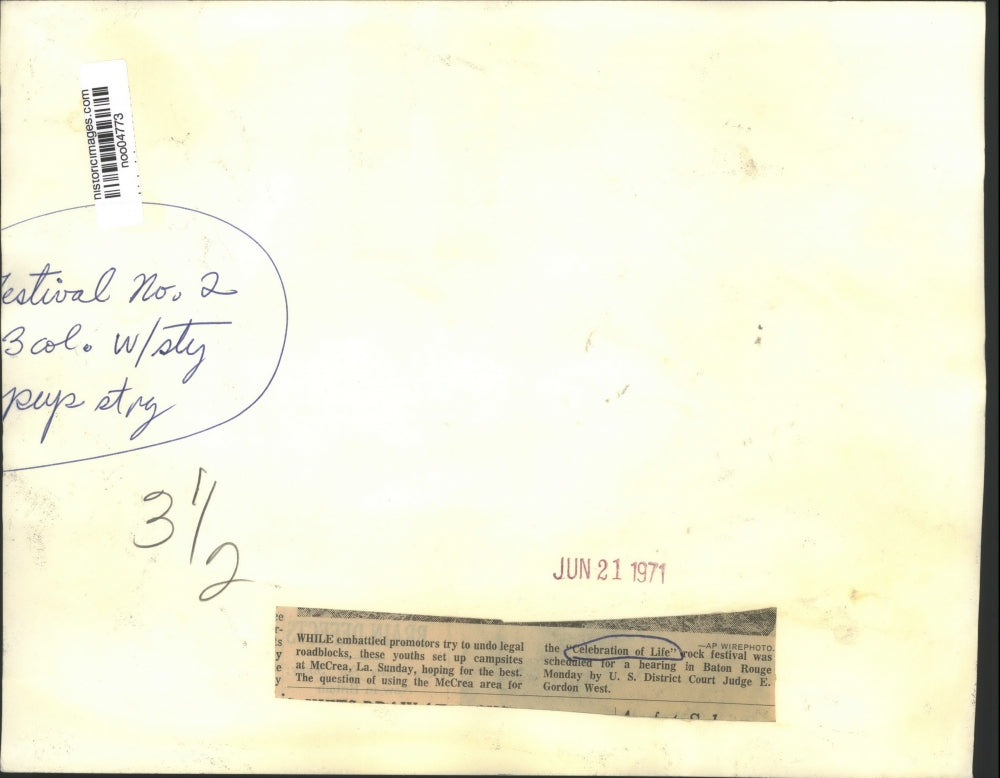 historicimages.com
noo04773
estival No. 2
3 col. w/sty
pup stry
3 1/2
JUN 21 1971
WHILE embattled promotors try to undo legal
roadblocks, these youths set up campsites
at McCrea, La. Sunday, hoping for the best.
The question of using the McCrea area for
—AP WIREPHOTO.
the "Celebration of Life" rock festival was
scheduled for a hearing in Baton Rouge
Monday by U. S. District Court Judge E.
Gordon West.